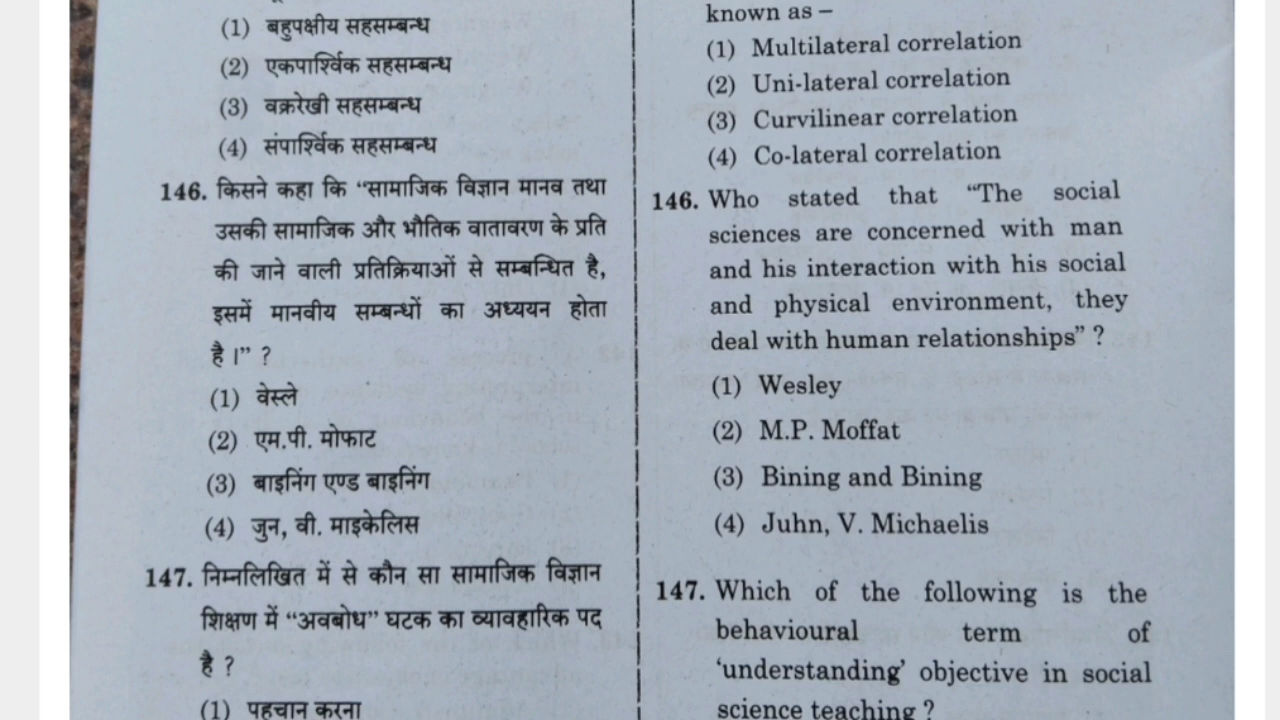 (1) बहुपक्षीय सहसम्बन्ध
(2) एकपार्श्विक सहसम्बन्ध
(3) वक्ररेखी सहसम्बन्ध
(4) संपार्श्विक सहसम्बन्ध
146. किसने कहा कि “सामाजिक विज्ञान मानव तथा
उसकी सामाजिक और भौतिक वातावरण के प्रति
की जाने वाली प्रतिक्रियाओं से सम्बन्धित है,
इसमें मानवीय सम्बन्धों का अध्ययन होता
है।” ?
(1) वेस्ले
(2) एम.पी. मोफाट
(3) बाइनिंग एण्ड बाइनिंग
(4) जुन, वी. माइकेलिस
147. निम्नलिखित में से कौन सा सामाजिक विज्ञान
शिक्षण में “अवबोध” घटक का व्यावहारिक पद
है ?
(1) पहचान करना
known as –
(1) Multilateral correlation
(2) Uni-lateral correlation
(3) Curvilinear correlation
(4) Co-lateral correlation
146. Who stated that “The social
sciences are concerned with man
and his interaction with his social
and physical environment, they
deal with human relationships” ?
(1) Wesley
(2) M.P. Moffat
(3) Bining and Bining
(4) Juhn, V. Michaelis
147. Which of the following is the
behavioural term of
‘understanding’ objective in social
science teaching ?